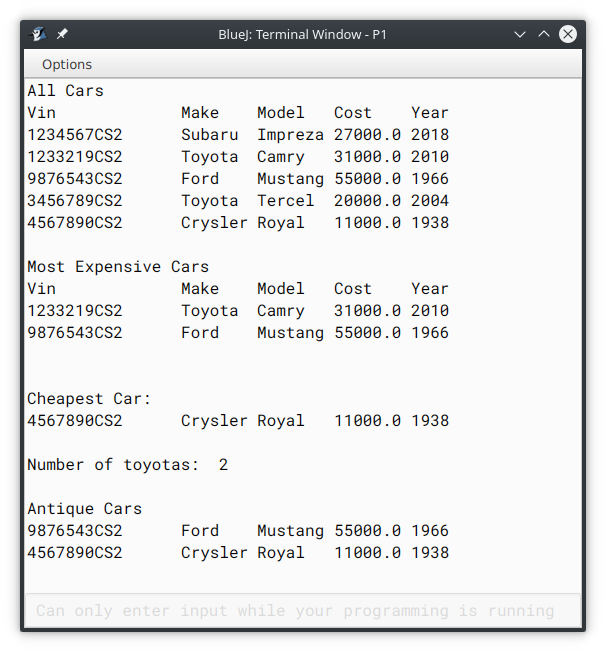 BlueJ: Terminal Window - P1
Options
All Cars
Vin Make Model Cost Year
1234567CS2 Subaru Impreza 27000.0 2018
1233219CS2 Toyota Camry 31000.0 2010
9876543CS2 Ford Mustang 55000.0 1966
3456789CS2 Toyota Tercel 20000.0 2004
4567890CS2 Crysler Royal 11000.0 1938
Most Expensive Cars
Vin Make Model Cost Year
1233219CS2 Toyota Camry 31000.0 2010
9876543CS2 Ford Mustang 55000.0 1966
Cheapest Car:
4567890CS2 Crysler Royal 11000.0 1938
Number of toyotas: 2
Antique Cars
9876543CS2 Ford Mustang 55000.0 1966
4567890CS2 Crysler Royal 11000.0 1938
Can only enter input while your programming is running